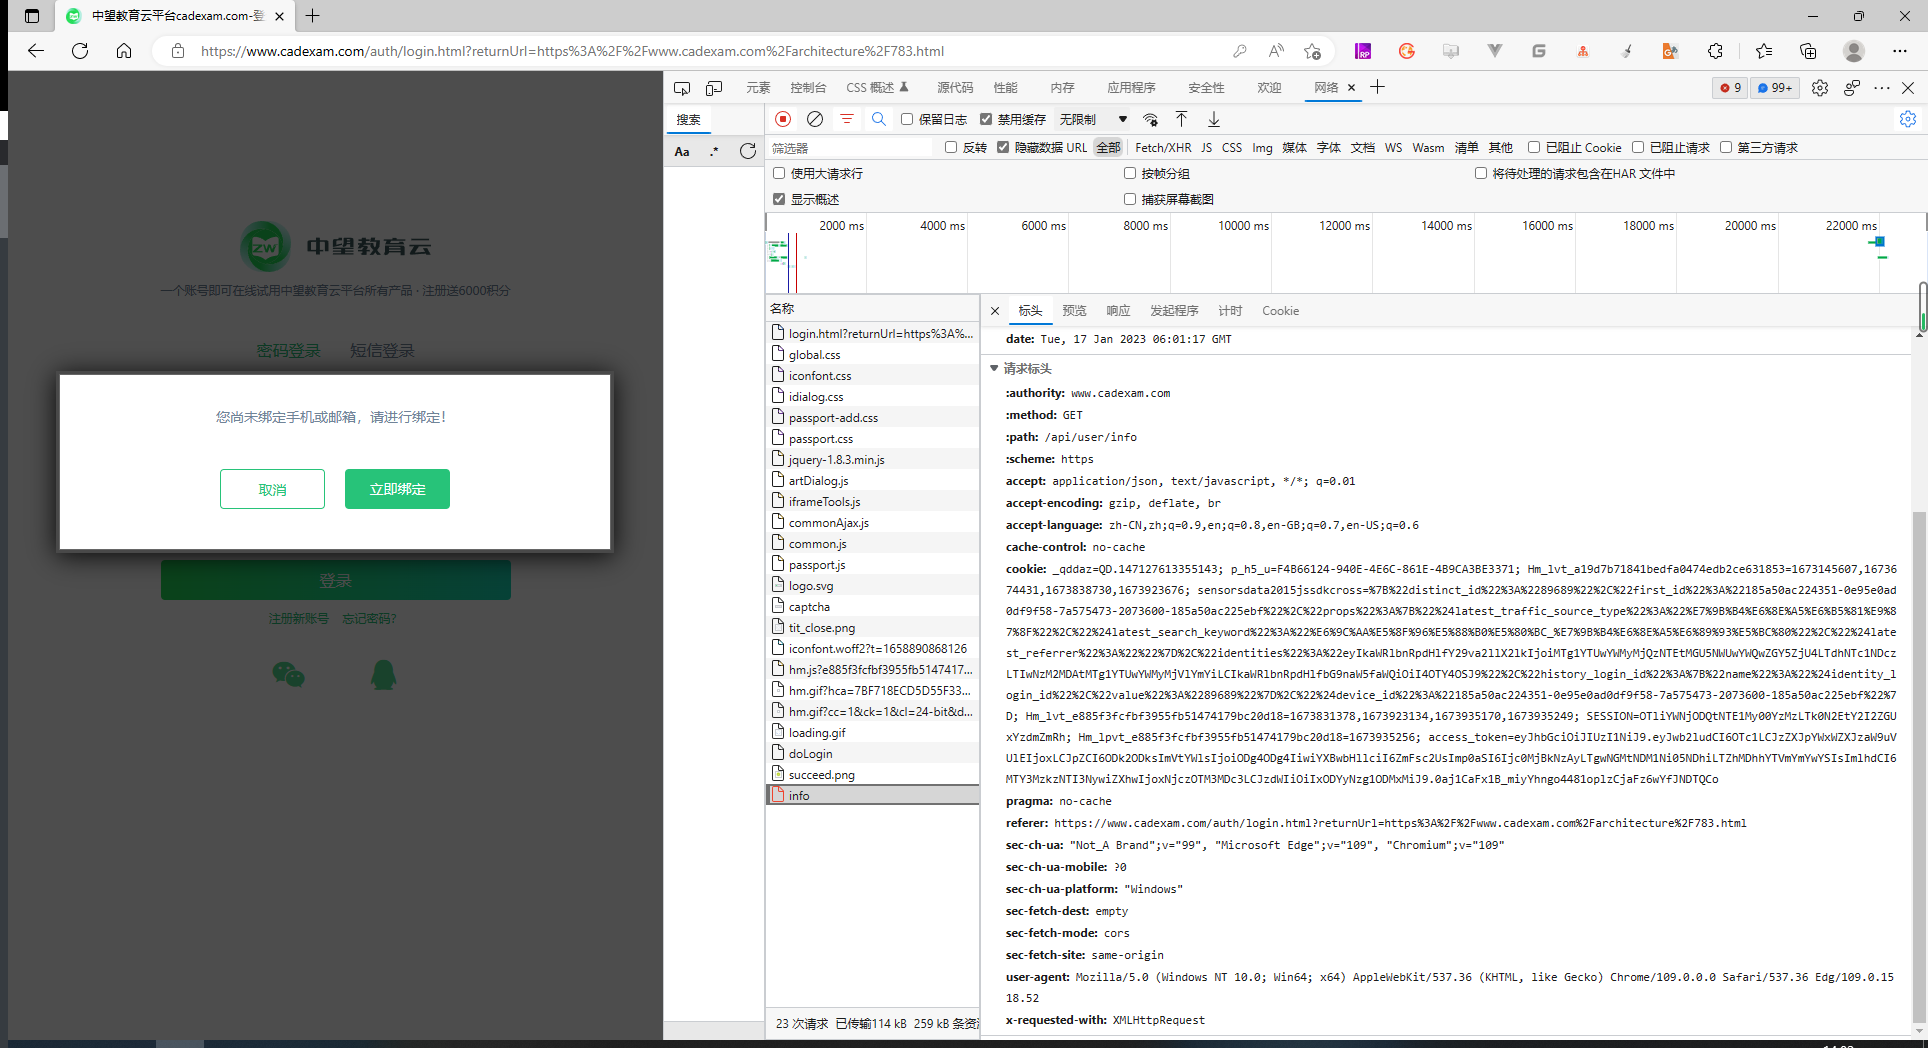 中望教育云平台cadexam.com-登
https://www.cadexam.com/auth/login.html?returnUrl=https%3A%2F%2Fwww.cadexam.com%2Farchitecture%2F783.html
中望教育云
一个账号即可在线试用中望教育云平台所有产品 · 注册送6000积分
密码登录 短信登录
您尚未绑定手机或邮箱，请进行绑定！
取消 立即绑定
登录
注册新账号 忘记密码?
元素 控制台 CSS 概述 源代码 性能 内存 应用程序 安全性 欢迎 网络 9 99+
搜索
Aa .*
保留日志 禁用缓存 无限制
筛选器 反转 隐藏数据 URL 全部 Fetch/XHR JS CSS Img 媒体 字体 文档 WS Wasm 清单 其他 已阻止 Cookie 已阻止请求 第三方请求
使用大请求行 按帧分组 将待处理的请求包含在HAR 文件中
显示概述 捕获屏幕截图
2000 ms 4000 ms 6000 ms 8000 ms 10000 ms 12000 ms 14000 ms 16000 ms 18000 ms 20000 ms 22000 ms
名称
login.html?returnUrl=https%3A%...
global.css
iconfont.css
idialog.css
passport-add.css
passport.css
jquery-1.8.3.min.js
artDialog.js
iframeTools.js
commonAjax.js
common.js
passport.js
logo.svg
captcha
tit_close.png
iconfont.woff2?t=1658890868126
hm.js?e885f3fcfbf3955fb5147417...
hm.gif?hca=7BF718ECD5D55F33...
hm.gif?cc=1&ck=1&cl=24-bit&d...
loading.gif
doLogin
succeed.png
info
23 次请求 已传输114 kB 259 kB 条资
标头 预览 响应 发起程序 计时 Cookie
date: Tue, 17 Jan 2023 06:01:17 GMT
请求标头
:authority: www.cadexam.com
:method: GET
:path: /api/user/info
:scheme: https
accept: application/json, text/javascript, */*; q=0.01
accept-encoding: gzip, deflate, br
accept-language: zh-CN,zh;q=0.9,en;q=0.8,en-GB;q=0.7,en-US;q=0.6
cache-control: no-cache
cookie: _qddaz=QD.147127613355143; p_h5_u=F4B66124-940E-4E6C-861E-4B9CA3BE3371; Hm_lvt_a19d7b71841bedfa0474edb2ce631853=1673145607,16736
74431,1673838730,1673923676; sensorsdata2015jssdkcross=%7B%22distinct_id%22%3A%2289689%22%2C%22first_id%22%3A%22185a50ac224351-0e95e0ad
0df9f58-7a575473-2073600-185a50ac225ebf%22%2C%22props%22%3A%7B%22%24latest_traffic_source_type%22%3A%22%E7%9B%B4%E6%8E%A5%E6%B5%81%E9%8
7%8F%22%2C%22%24latest_search_keyword%22%3A%22%E6%9C%AA%E5%8F%96%E5%88%B0%E5%80%BC_%E7%9B%B4%E6%8E%A5%E6%89%93%E5%BC%80%22%2C%22%24late
st_referrer%22%3A%22%22%7D%2C%22identities%22%3A%22eyIkaWRlbnRpdHlfY29va2llX2lkIjoiMTg1YTUwYWMyMjQzNTEtMGU5NWUwYWQwZGY5ZjU4LTdhNTc1NDcz
LTIwNzM2MDAtMTg1YTUwYWMyMjVlYmYiLCIkaWRlbnRpdHlfbG9naW5faWQiOiI4OTY4OSJ9%22%2C%22history_login_id%22%3A%7B%22name%22%3A%22%24identity_l
ogin_id%22%2C%22value%22%3A%2289689%22%7D%2C%22%24device_id%22%3A%22185a50ac224351-0e95e0ad0df9f58-7a575473-2073600-185a50ac225ebf%22%7
D; Hm_lvt_e885f3fcfbf3955fb51474179bc20d18=1673831378,1673923134,1673935170,1673935249; SESSION=OTliYWNjODQtNTE1My00YzMzLTk0N2EtY2I2ZGU
xYzdmZmRh; Hm_lpvt_e885f3fcfbf3955fb51474179bc20d18=1673935256; access_token=eyJhbGciOiJIUzI1NiJ9.eyJwb2ludCI6OTc1LCJzZXJpYWxWZXJzaW9uV
UlEIjoxLCJpZCI6ODk2ODksImVtYWlsIjoiODg4ODg4IiwiYXBwbHllciI6ZmFsc2UsImp0aSI6Ijc0MjBkNzAyLTgwNGMtNDM1Ni05NDhiLTZhMDhhYTVmYmYwYSIsImlhdCI6
MTY3MzkzNTI3NywiZXhwIjoxNjczOTM3MDc3LCJzdWIiOiIxODYyNzg1ODMxMiJ9.0aj1CaFx1B_miyYhngo4481oplzCjaFz6wYfJNDTQCo
pragma: no-cache
referer: https://www.cadexam.com/auth/login.html?returnUrl=https%3A%2F%2Fwww.cadexam.com%2Farchitecture%2F783.html
sec-ch-ua: "Not_A Brand";v="99", "Microsoft Edge";v="109", "Chromium";v="109"
sec-ch-ua-mobile: ?0
sec-ch-ua-platform: "Windows"
sec-fetch-dest: empty
sec-fetch-mode: cors
sec-fetch-site: same-origin
user-agent: Mozilla/5.0 (Windows NT 10.0; Win64; x64) AppleWebKit/537.36 (KHTML, like Gecko) Chrome/109.0.0.0 Safari/537.36 Edg/109.0.15
18.52
x-requested-with: XMLHttpRequest